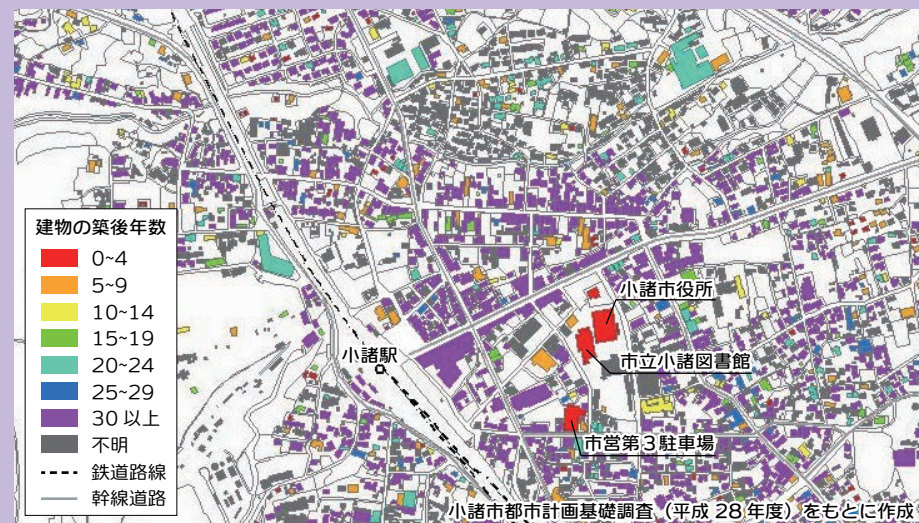 建物の築後年数
0~4
5~9
10~14
15~19
20~24
25~29
30 以上
不明
鉄道路線
幹線道路
小諸駅
小諸市役所
市立小諸図書館
市営第3駐車場
小諸市都市計画基礎調査（平成 28 年度）をもとに作成